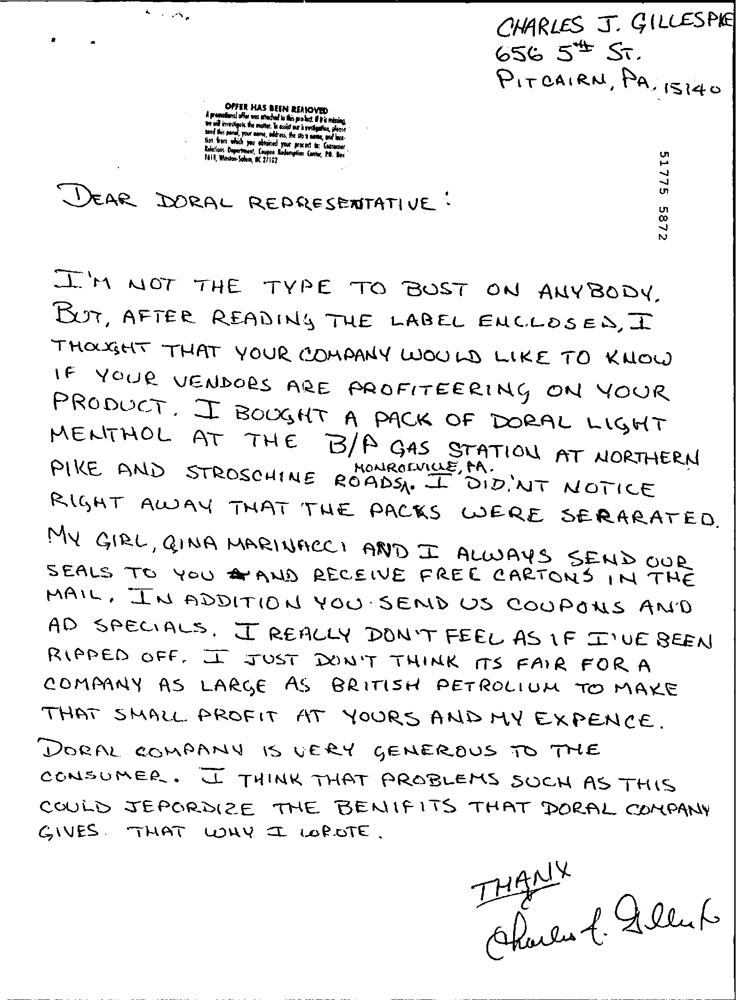 CHARLES J. GILLESPIE
656 5th ST.
PITCAIRN, PA. 15140
OFFER HAS BEEN REMOVED
A promotional offer was attached to this product. If it is missing,
we will investigate the matter. To assist our investigation, please
send this panel, your name, address, the store name, and loca-
tion from which you obtained your product to: Consumer
Relations Department, Coupon Redemption Center, P.O. Box
1418, Winston-Salem, NC 27102
51775 5872
DEAR DORAL REPRESENTATIVE:
I'M NOT THE TYPE TO BUST ON ANYBODY.
BUT, AFTER READING THE LABEL ENCLOSED, I
THOUGHT THAT YOUR COMPANY WOULD LIKE TO KNOW
IF YOUR VENDORS ARE PROFITEERING ON YOUR
PRODUCT. I BOUGHT A PACK OF DORAL LIGHT
MENTHOL AT THE B/P GAS STATION AT NORTHERN
PIKE AND STROSCHINE ROADS, MONROEVILLE, PA. I DID'NT NOTICE
RIGHT AWAY THAT THE PACKS WERE SERARATED.
MY GIRL, GINA MARINACCI AND I ALWAYS SEND OUR
SEALS TO YOU AND RECEIVE FREE CARTONS IN THE
MAIL. IN ADDITION YOU SEND US COUPONS AND
AD SPECIALS. I REALLY DON'T FEEL AS IF I'VE BEEN
RIPPED OFF. I JUST DON'T THINK ITS FAIR FOR A
COMPANY AS LARGE AS BRITISH PETROLIUM TO MAKE
THAT SMALL PROFIT AT YOURS AND MY EXPENCE.
DORAL COMPANY IS VERY GENEROUS TO THE
CONSUMER. I THINK THAT PROBLEMS SUCH AS THIS
COULD JEPORDIZE THE BENIFITS THAT DORAL COMPANY
GIVES. THAT WHY I WROTE.
THANX
Charles J. Gillespie